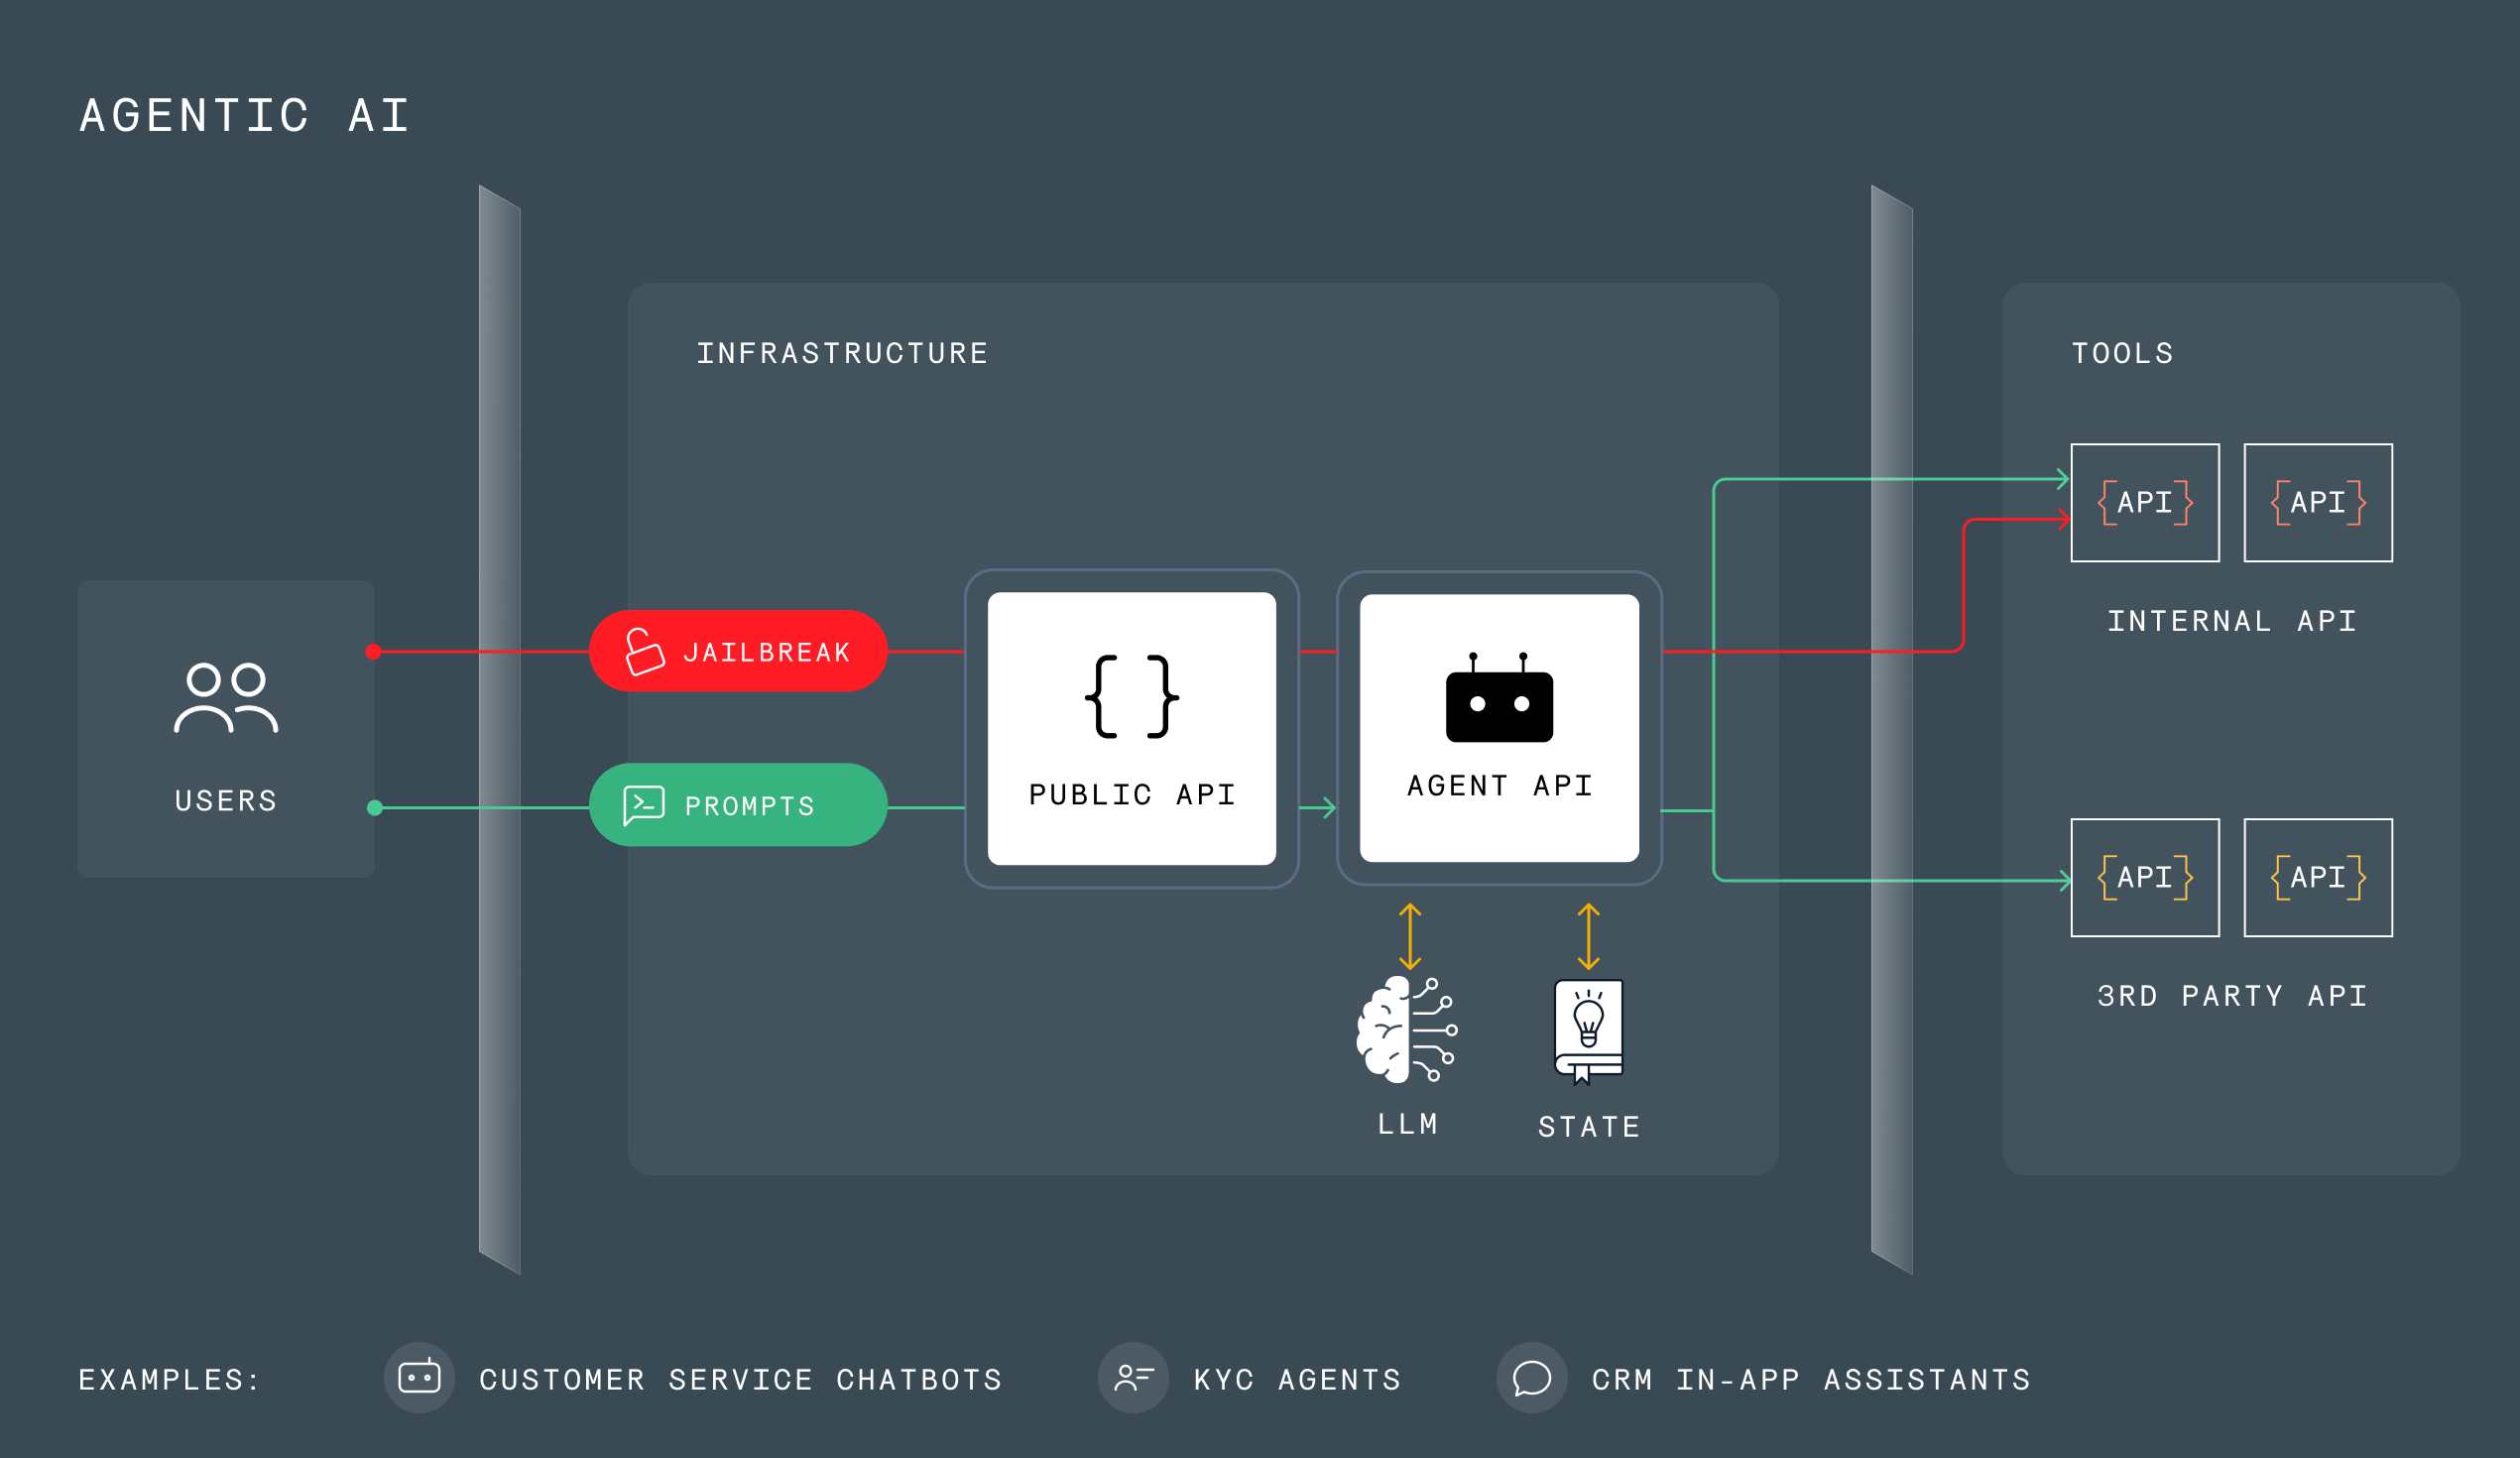 AGENTIC AI
INFRASTRUCTURE
TOOLS
API
API
INTERNAL API
JAILBREAK
USERS
PROMPTS
PUBLIC API
AGENT API
API
API
3RD PARTY API
LLM
STATE
EXAMPLES:
CUSTOMER SERVICE CHATBOTS
KYC AGENTS
CRM IN-APP ASSISTANTS